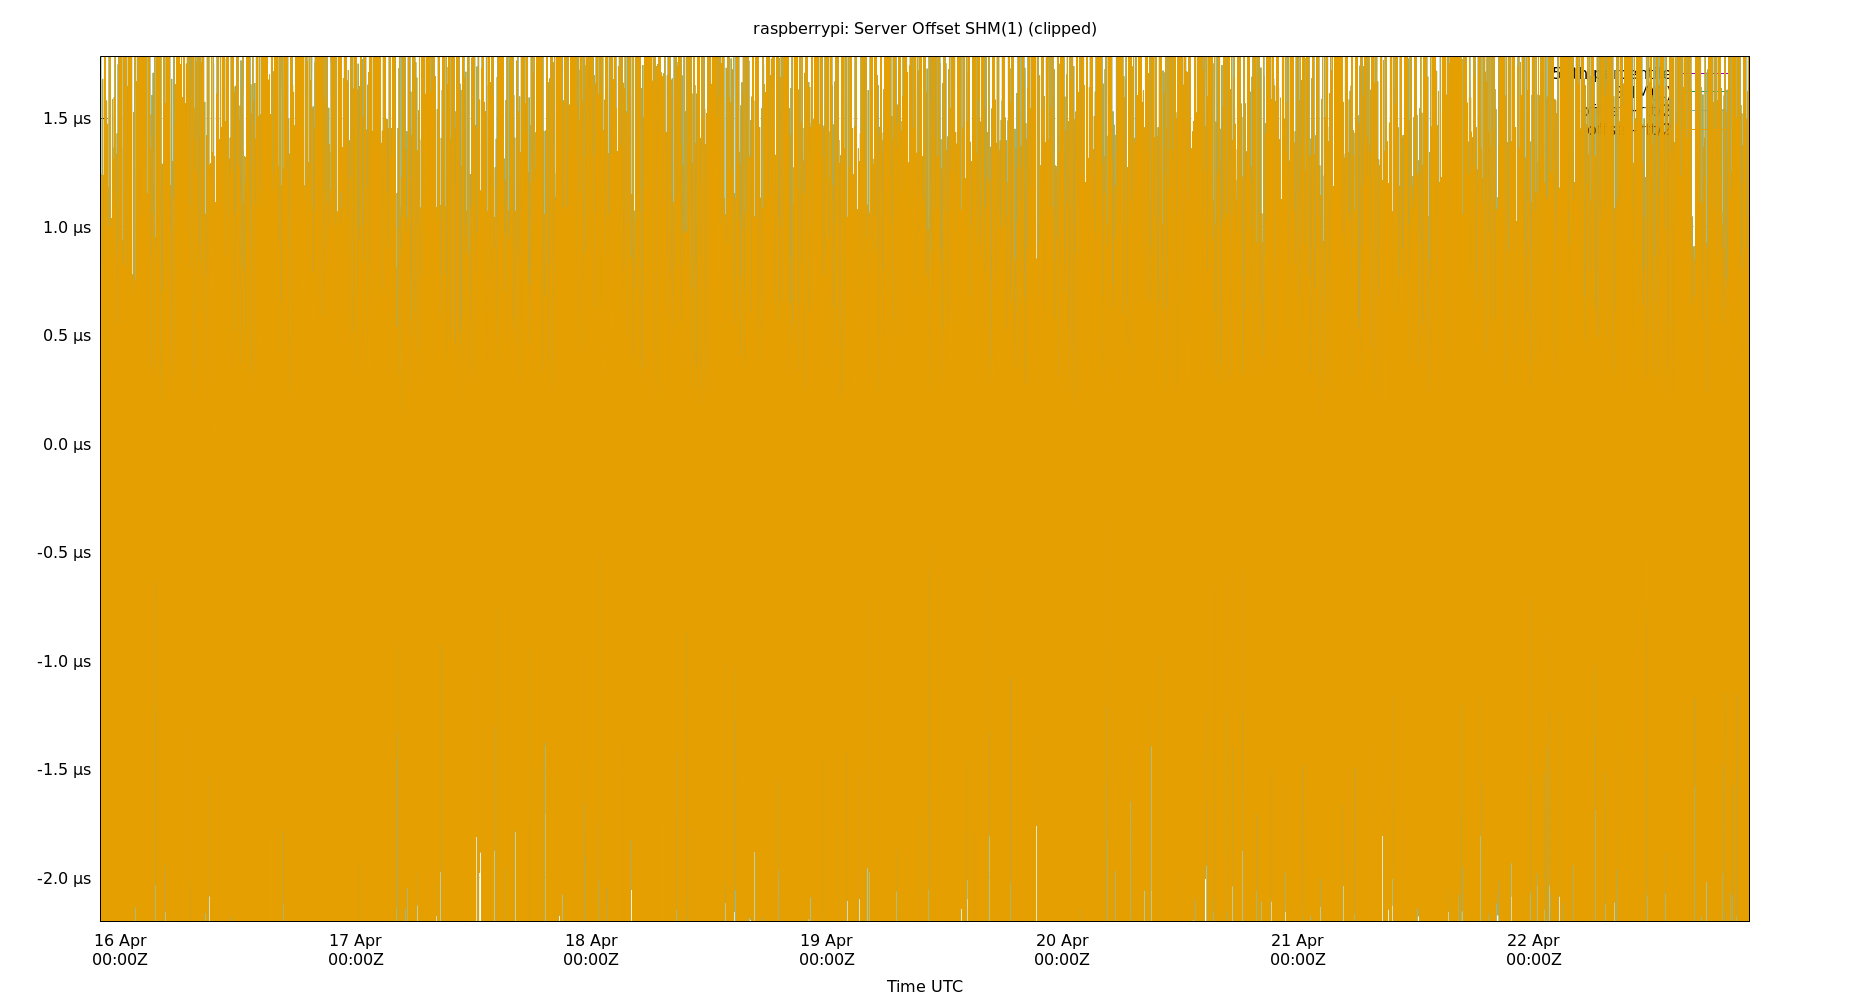 raspberrypi: Server Offset SHM(1) (clipped)
1.5 µs
1.0 µs
0.5 µs
0.0 µs
-0.5 µs
-1.0 µs
-1.5 µs
-2.0 µs
16 Apr
00:00Z
17 Apr
00:00Z
18 Apr
00:00Z
19 Apr
00:00Z
20 Apr
00:00Z
21 Apr
00:00Z
22 Apr
00:00Z
Time UTC